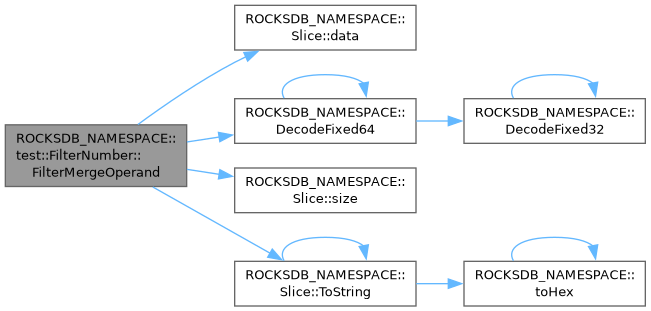 ROCKSDB_NAMESPACE::
test::FilterNumber::
FilterMergeOperand
ROCKSDB_NAMESPACE::
Slice::data
ROCKSDB_NAMESPACE::
DecodeFixed64
ROCKSDB_NAMESPACE::
DecodeFixed32
ROCKSDB_NAMESPACE::
Slice::size
ROCKSDB_NAMESPACE::
Slice::ToString
ROCKSDB_NAMESPACE::
toHex